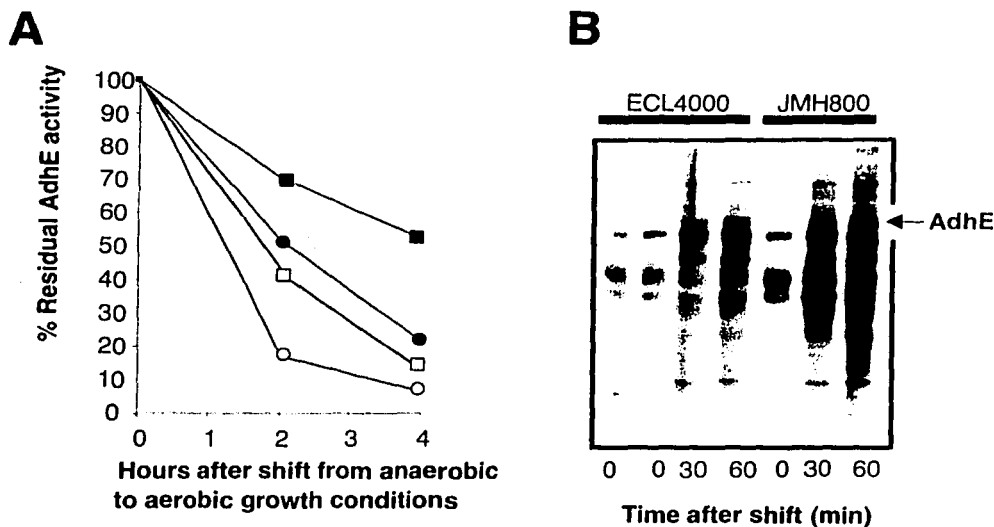 A
% Residual AdhE activity
100
90
80
70
60
50
40
30
20
10
0
0 1 2 3 4
Hours after shift from anaerobic
to aerobic growth conditions
B
ECL4000 JMH800
AdhE
0 0 30 60 0 30 60
Time after shift (min)